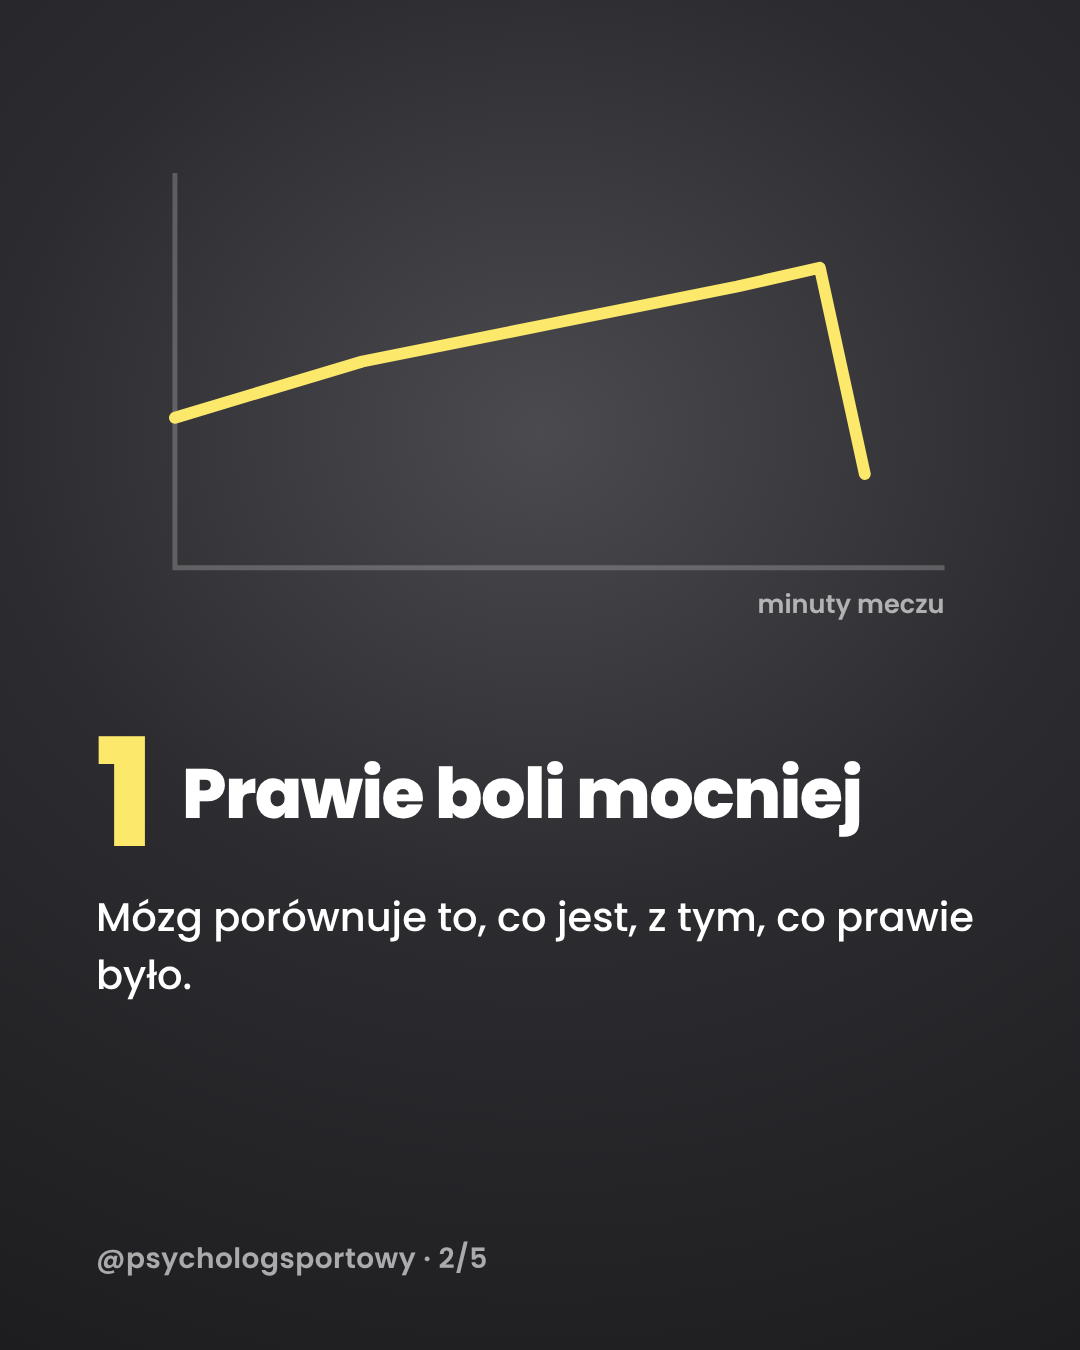 minuty meczu
1 Prawie boli mocniej
Mózg porównuje to, co jest, z tym, co prawie
było.
@psychologsportowy · 2/5